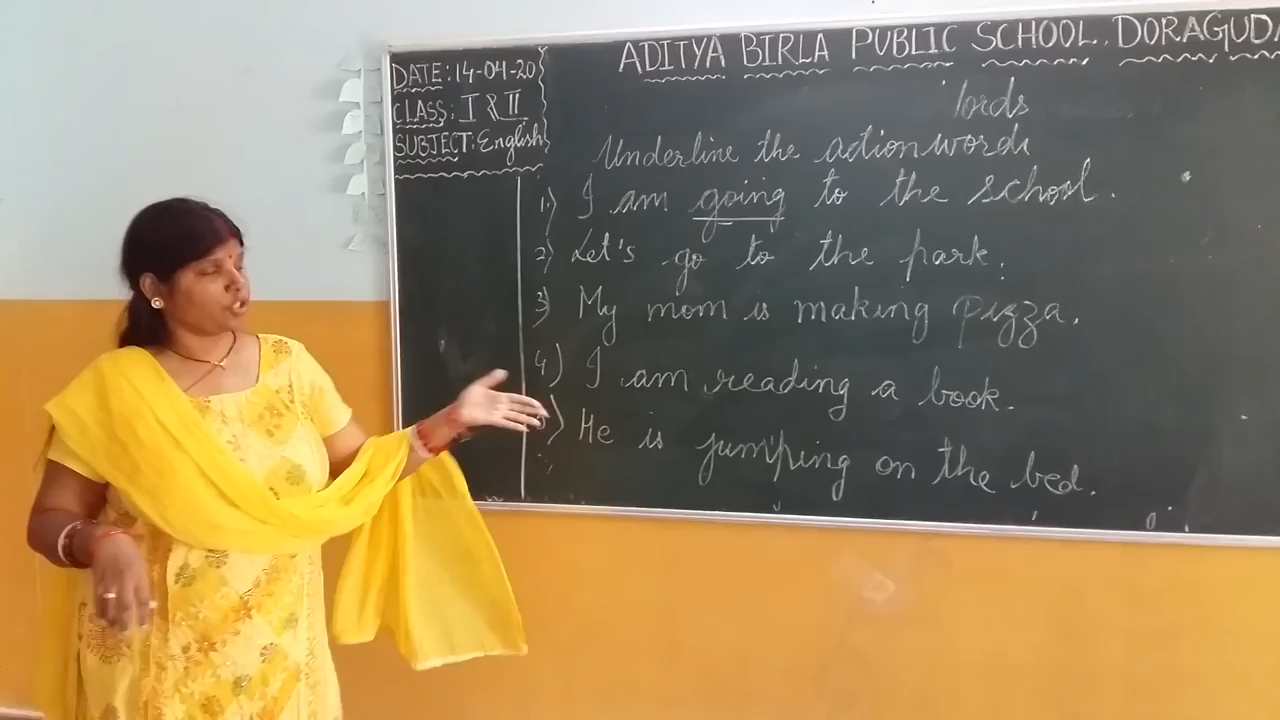 ADITYA BIRLA PUBLIC SCHOOL. DORAGUDA
DATE: 14-04-20
CLASS: I & II
SUBJECT: English
Underline the action words
1) I am going to the school.
2) Let's go to the park.
3) My mom is making pizza.
4) I am reading a book.
5) He is jumping on the bed.